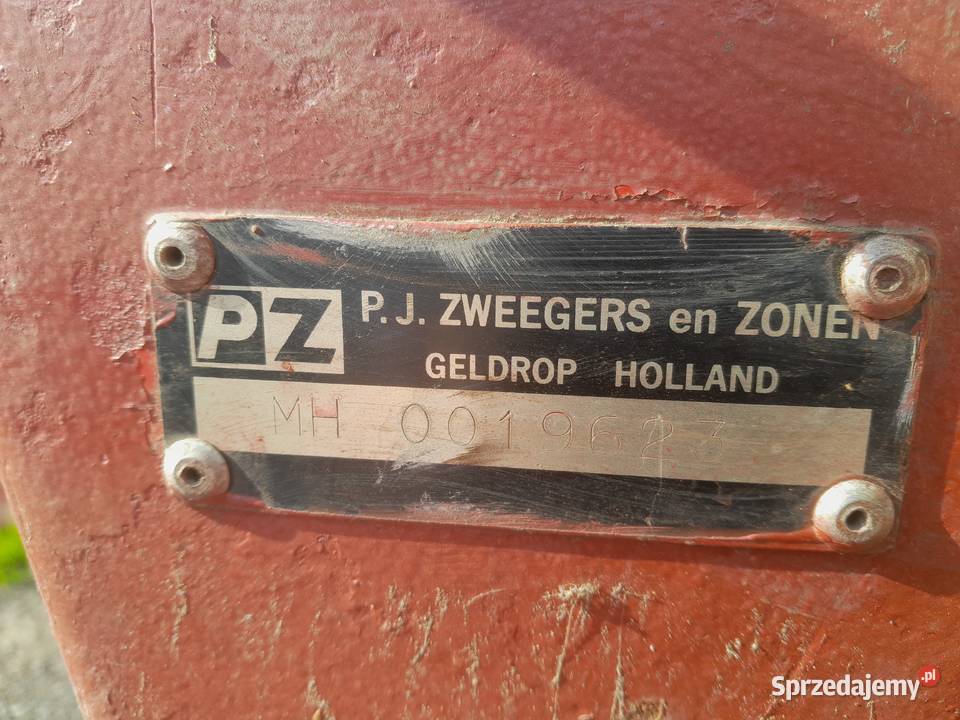 PZ
P.J. ZWEEGERS en ZONEN
GELDROP HOLLAND
MH 0019623
Sprzedajemy.pl